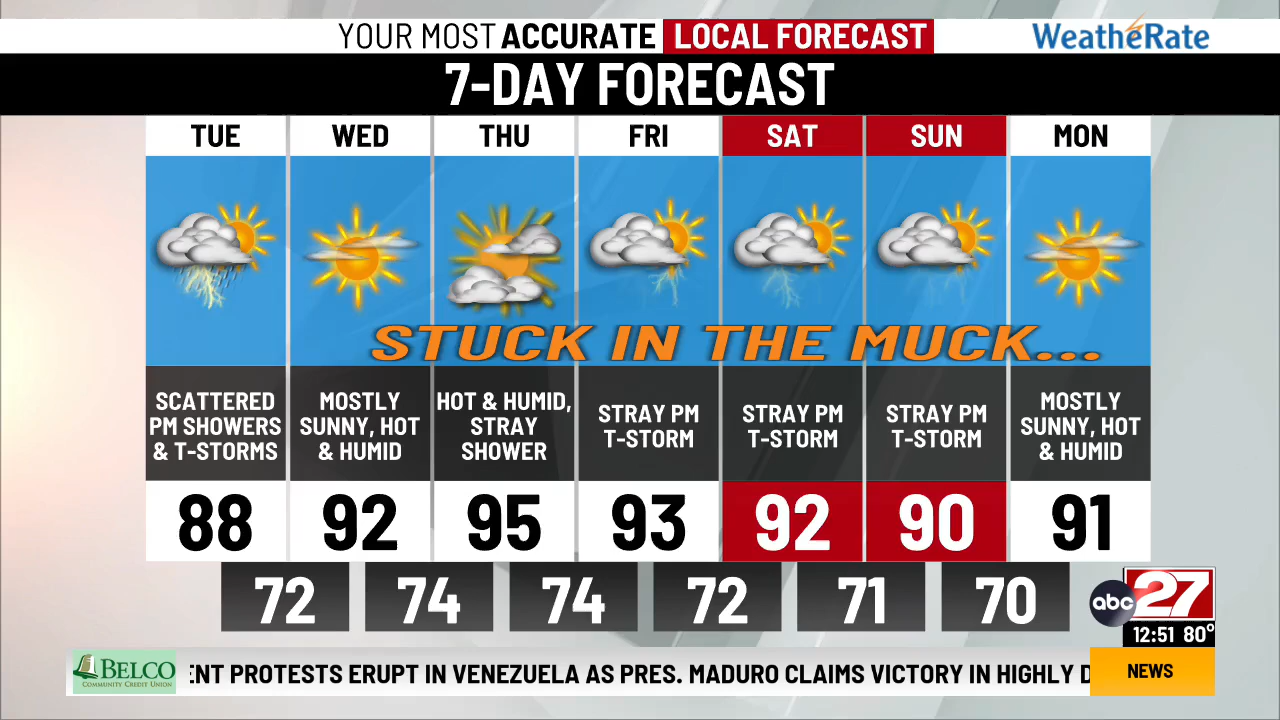 YOUR MOST ACCURATE LOCAL FORECAST
WeatheRate
7-DAY FORECAST
TUE WED THU FRI SAT SUN MON
STUCK IN THE MUCK...
SCATTERED
PM SHOWERS
& T-STORMS
MOSTLY
SUNNY, HOT
& HUMID
HOT & HUMID,
STRAY
SHOWER
STRAY PM
T-STORM
STRAY PM
T-STORM
STRAY PM
T-STORM
MOSTLY
SUNNY, HOT
& HUMID
88 92 95 93 92 90 91
72 74 74 72 71 70
abc 27
12:51 80°
BELCO
COMMUNITY CREDIT UNION
ENT PROTESTS ERUPT IN VENEZUELA AS PRES. MADURO CLAIMS VICTORY IN HIGHLY D
NEWS